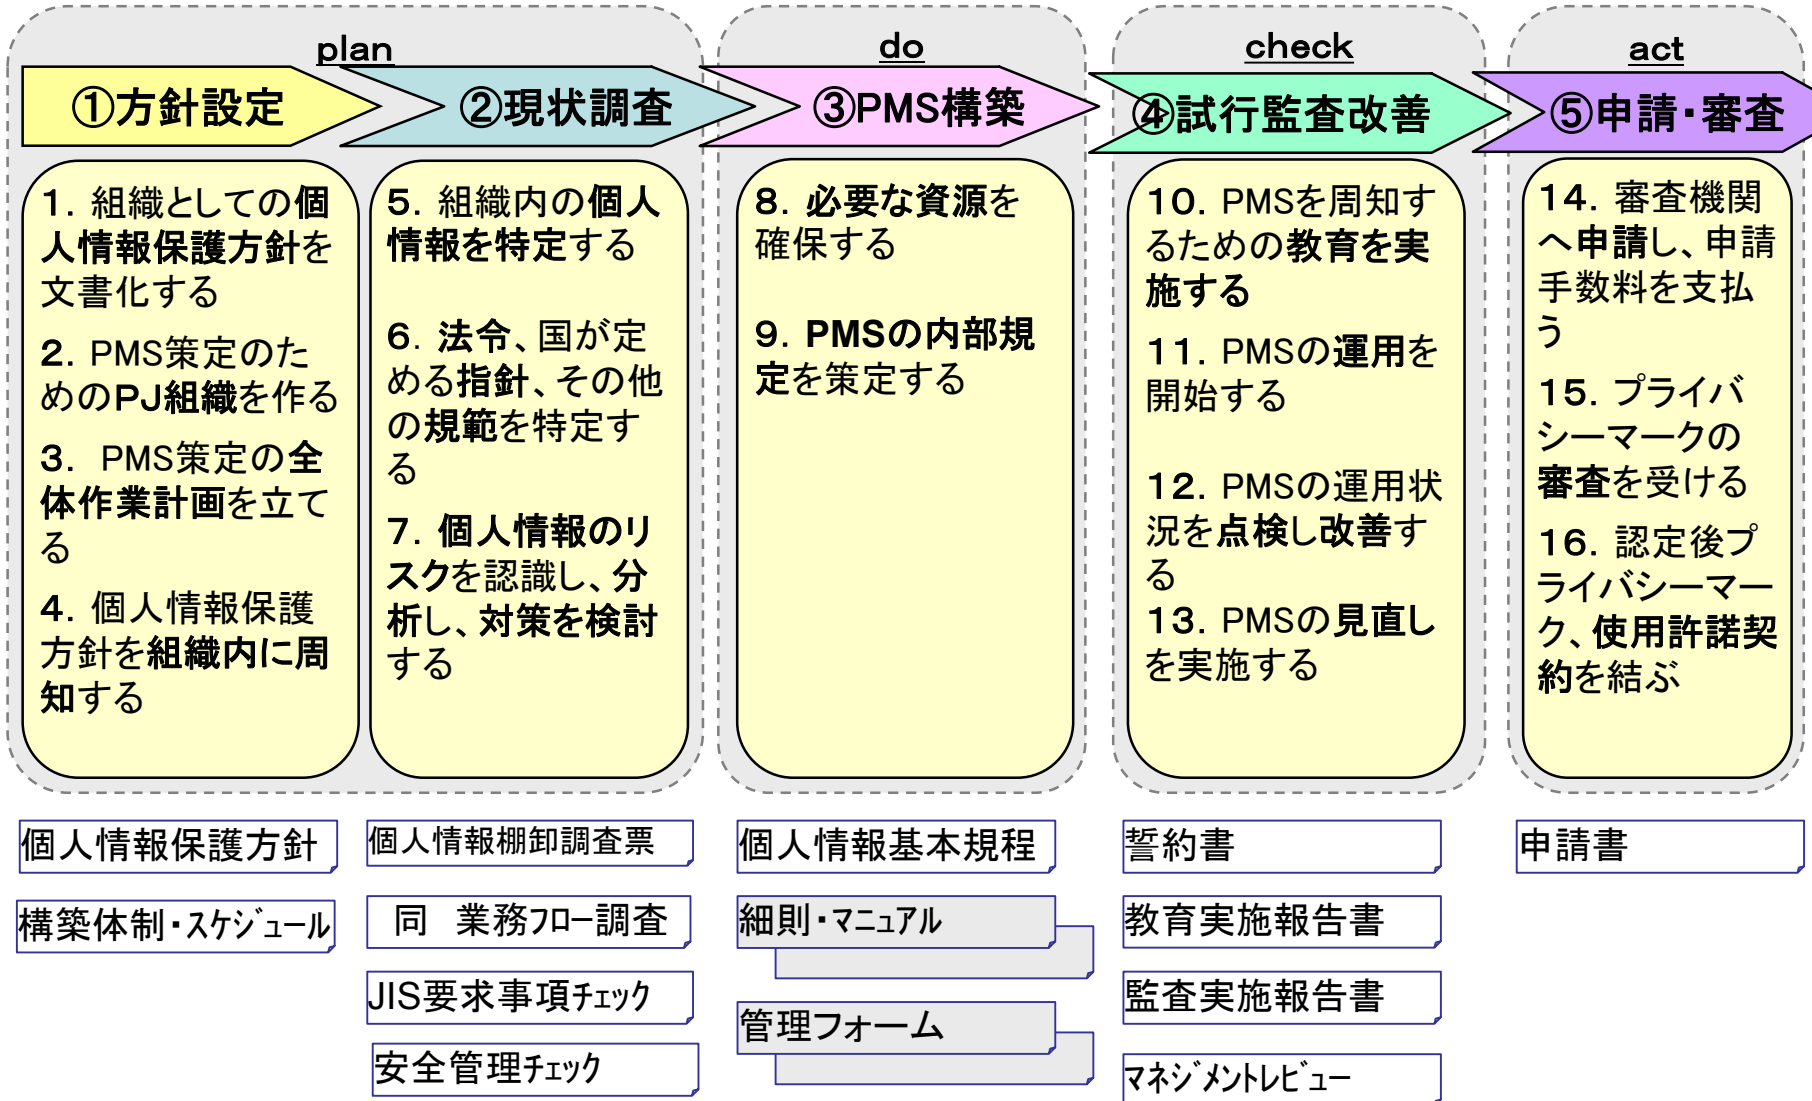 plan
do
check
act
①方針設定
②現状調査
③PMS構築
④試行監査改善
⑤申請・審査
1．組織としての個
人情報保護方針を
文書化する
2．PMS策定のた
めのＰＪ組織を作る
3． PMS策定の全
体作業計画を立て
る
4．個人情報保護
方針を組織内に周
知する
5．組織内の個人
情報を特定する
6．法令、国が定
める指針、その他
の規範を特定す
る
7．個人情報のリ
スクを認識し、分
析し、対策を検討
する
8．必要な資源を
確保する
9．PMSの内部規
定を策定する
10．PMSを周知す
るための教育を実
施する
11．PMSの運用を
開始する
12．PMSの運用状
況を点検し改善す
る
13．PMSの見直し
を実施する
14．審査機関
へ申請し、申請
手数料を支払
う
15．プライバ
シーマークの
審査を受ける
16．認定後プ
ライバシーマー
ク、使用許諾契
約を結ぶ
個人情報保護方針
構築体制・ｽｹｼﾞｭｰﾙ
個人情報棚卸調査票
同　業務ﾌﾛｰ調査
JIS要求事項ﾁｪｯｸ
安全管理ﾁｪｯｸ
個人情報基本規程
細則・ﾏﾆｭｱﾙ
管理フォーム
誓約書
教育実施報告書
監査実施報告書
ﾏﾈｼﾞﾒﾝﾄﾚﾋﾞｭｰ
申請書